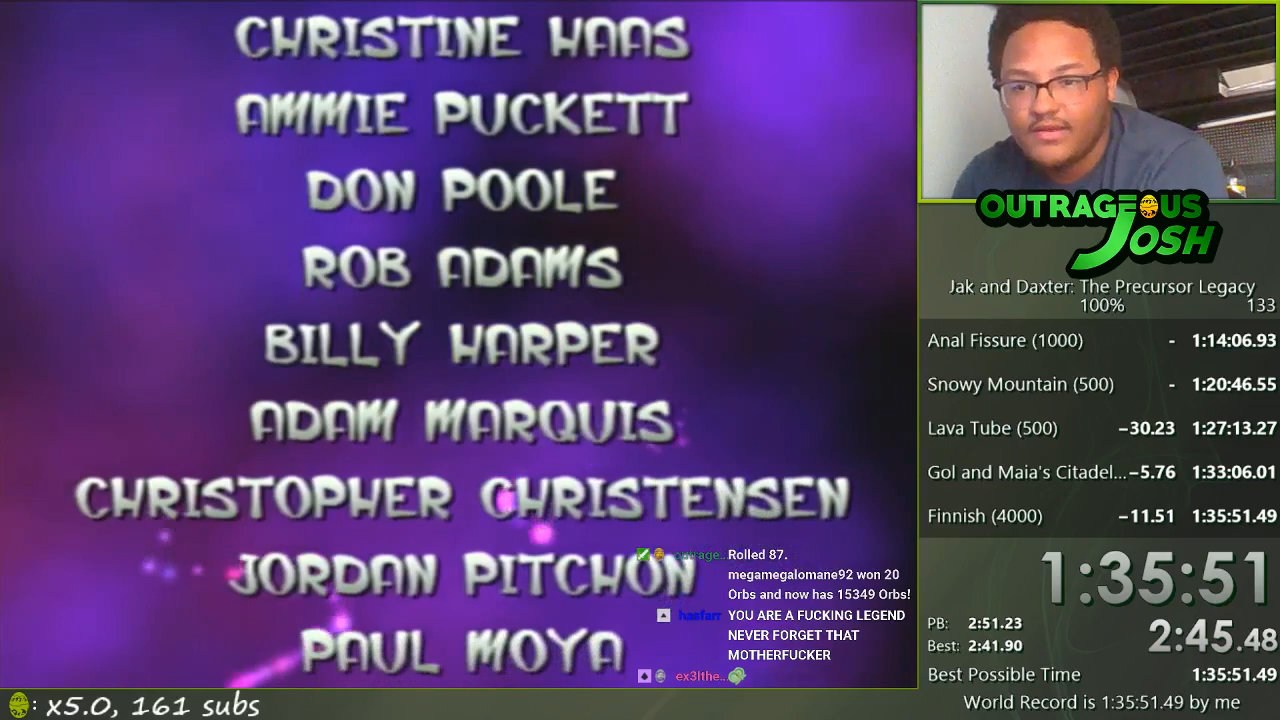 CHRISTINE HAAS
AMMIE PUCKETT
DON POOLE
ROB ADAMS
BILLY HARPER
ADAM MARQUIS
CHRISTOPHER CHRISTENSEN
JORDAN PITCHON
PAUL MOYA
outrage.. Rolled 87.
megamegalomane92 won 20
Orbs and now has 15349 Orbs!
hasfarr YOU ARE A FUCKING LEGEND
NEVER FORGET THAT
MOTHERFUCKER
ex3lthe..
: x5.0, 161 subs
OUTRAGEOUS
JOSH
Jak and Daxter: The Precursor Legacy
100% 133
Anal Fissure (1000) - 1:14:06.93
Snowy Mountain (500) - 1:20:46.55
Lava Tube (500) −30.23 1:27:13.27
Gol and Maia's Citadel... −5.76 1:33:06.01
Finnish (4000) −11.51 1:35:51.49
1:35:51
PB: 2:51.23
Best: 2:41.90
2:45.48
Best Possible Time 1:35:51.49
World Record is 1:35:51.49 by me